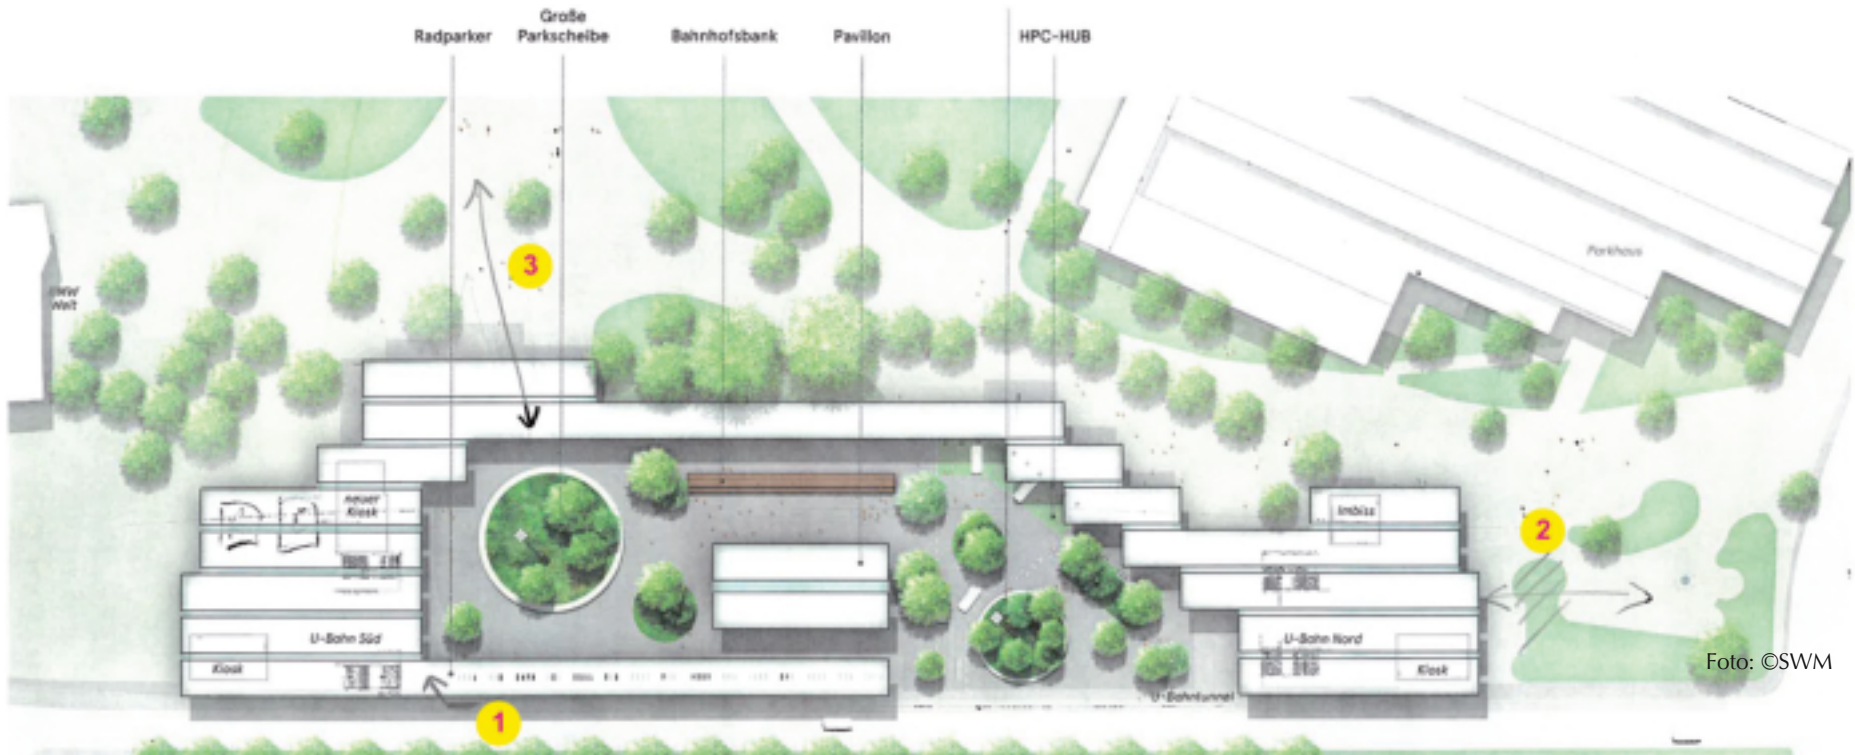 Radparker
Große
Parkscheibe
Bahnhofsbank
Pavillon
HPC-HUB
3
Parkhaus
BMW
Welt
neuer
Kiosk
Imbiss
2
U-Bahn Süd
U-Bahn Nord
Kiosk
Kiosk
Foto: ©SWM
U-Bahntunnel
1